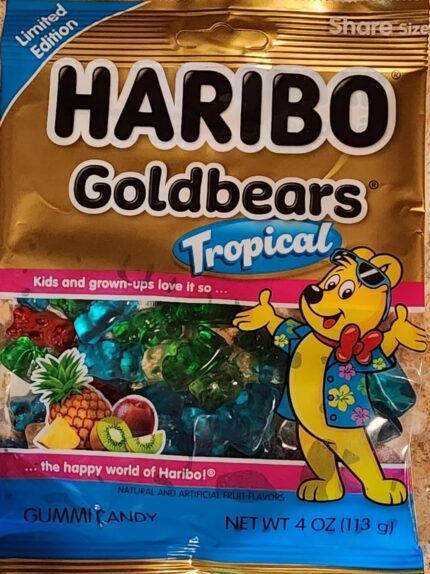 Limited
Edition
Share Size
HARIBO®
Goldbears®
Tropical
Kids and grown-ups love it so ...
... the happy world of Haribo!®
NATURAL AND ARTIFICIAL FRUIT FLAVORS
GUMMI CANDY
NET WT 4 OZ (113 g)